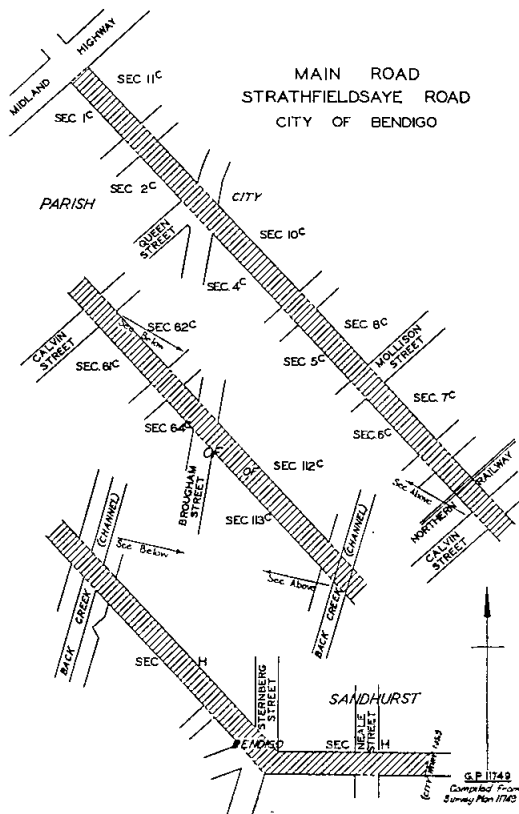 MIDLAND HIGHWAY
MAIN ROAD
STRATHFIELDSAYE ROAD
CITY OF BENDIGO
SEC 11C
SEC 1C
SEC 2C
PARISH
CITY
QUEEN STREET
SEC 10C
SEC. 4C
SEC 8C
SEC 5C
MOLLISON STREET
SEC. 7C
SEC.6C
See Above
NORTHERN RAILWAY
CALVIN STREET
CALVIN STREET
SEC 62C
See Below
SEC. 61C
SEC 64C
OF OF
BROUGHAM STREET
SEC 112C
SEC 113C
BACK CREEK (CHANNEL)
See Above
BACK CREEK (CHANNEL)
See Below
SEC H
STERNBERG STREET
BENDIGO
SANDHURST
SEC H
NEALE STREET
G.P. 11749
Compiled From
Survey Plan 11749